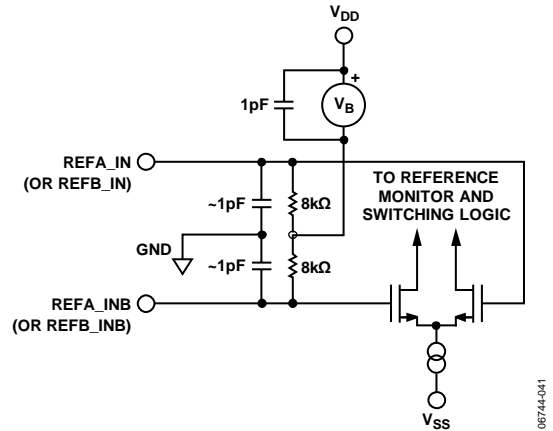 VDD
+
1pF
VB
REFA_IN
(OR REFB_IN)
TO REFERENCE
MONITOR AND
SWITCHING LOGIC
~1pF
8kΩ
GND
~1pF
8kΩ
REFA_INB
(OR REFB_INB)
VSS
06744-041